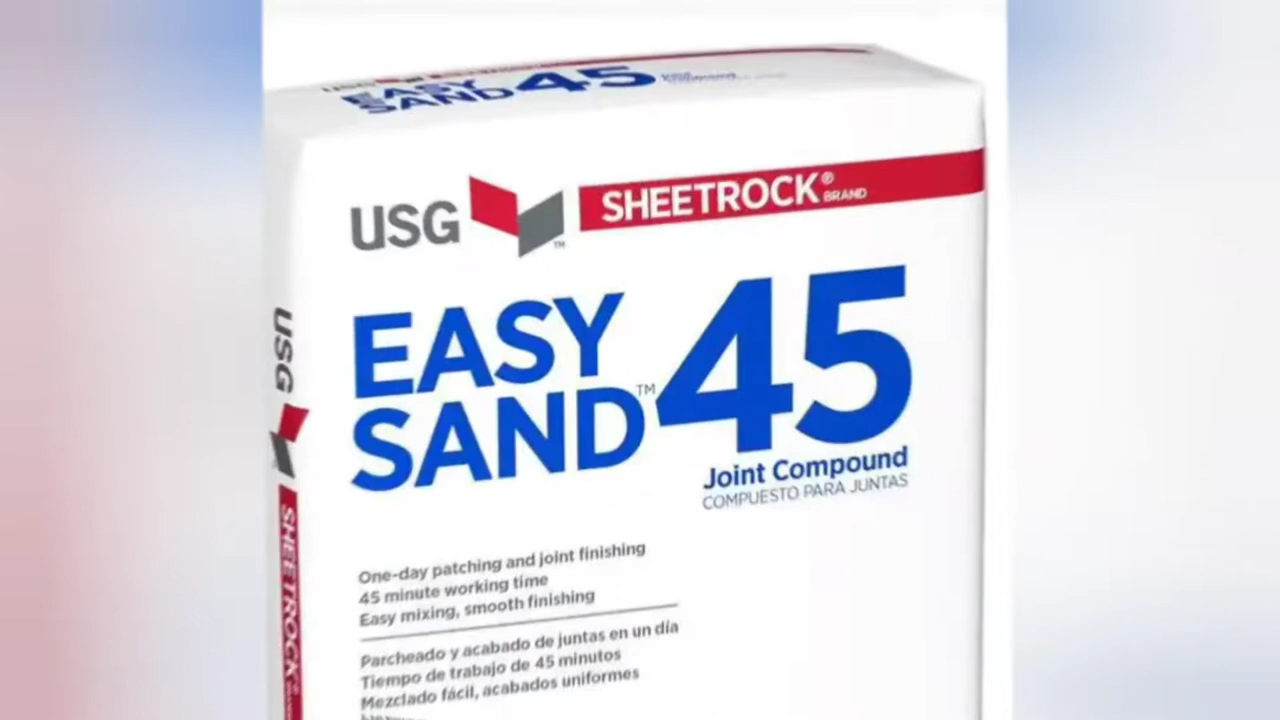 USG
EASY
SAND 45
USG SHEETROCK® BRAND
EASY
SAND™ 45
Joint Compound
COMPUESTO PARA JUNTAS
One-day patching and joint finishing
45 minute working time
Easy mixing, smooth finishing
Parcheado y acabado de juntas en un día
Tiempo de trabajo de 45 minutos
Mezclado fácil, acabados uniformes
USG
SHEETROCK®